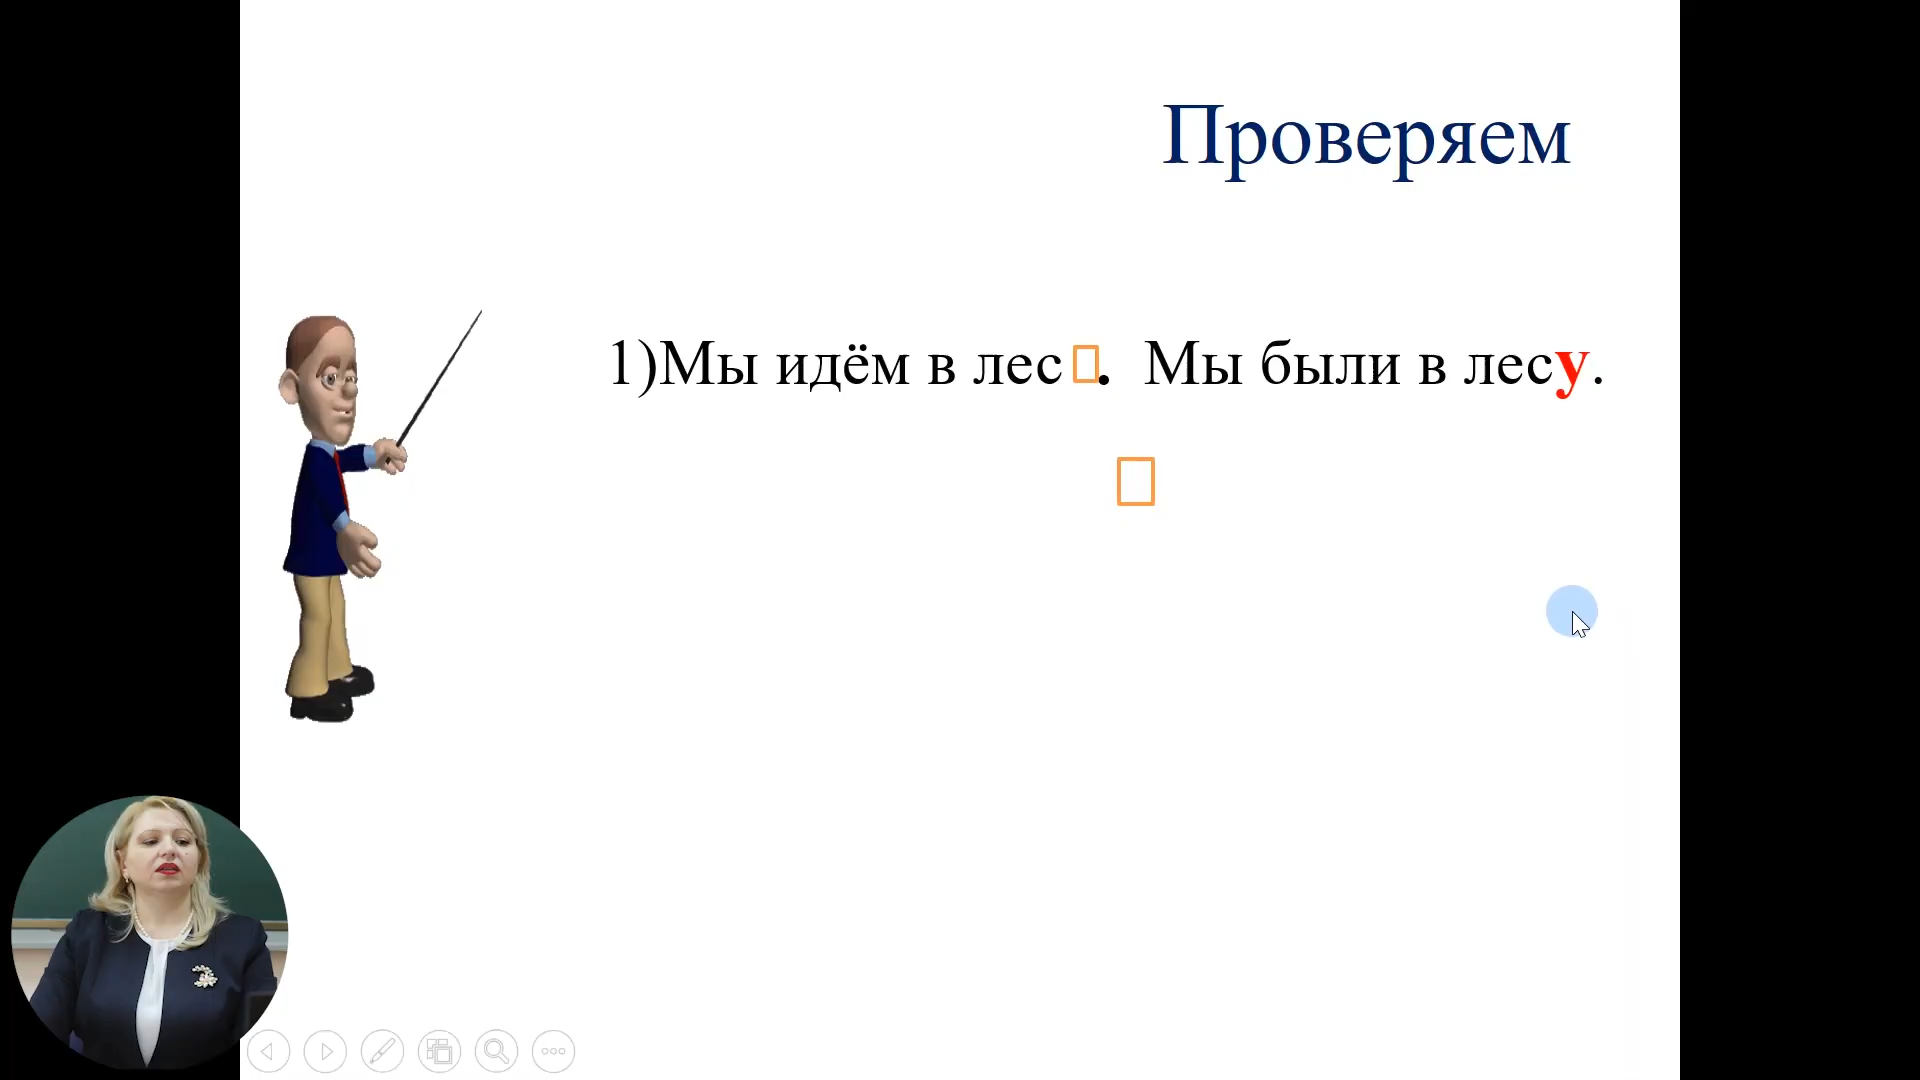 Проверяем
1)Мы идём в лес . Мы были в лесу.